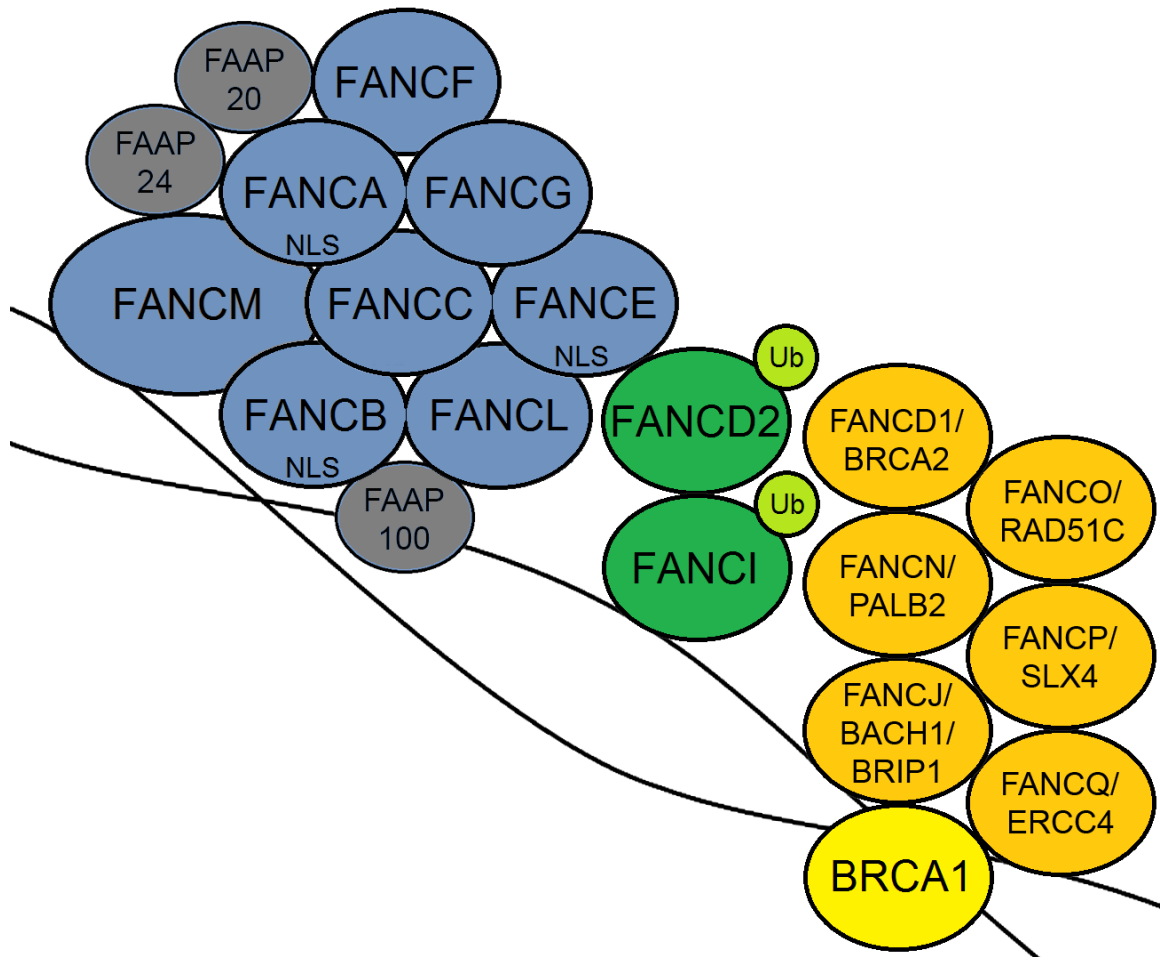 FAAP
20
FANCF
FAAP
24
FANCA
NLS
FANCG
FANCM
FANCC
FANCE
NLS
FANCB
NLS
FANCL
FAAP
100
Ub
FANCD2
Ub
FANCI
FANCD1/
BRCA2
FANCO/
RAD51C
FANCN/
PALB2
FANCP/
SLX4
FANCJ/
BACH1/
BRIP1
FANCQ/
ERCC4
BRCA1